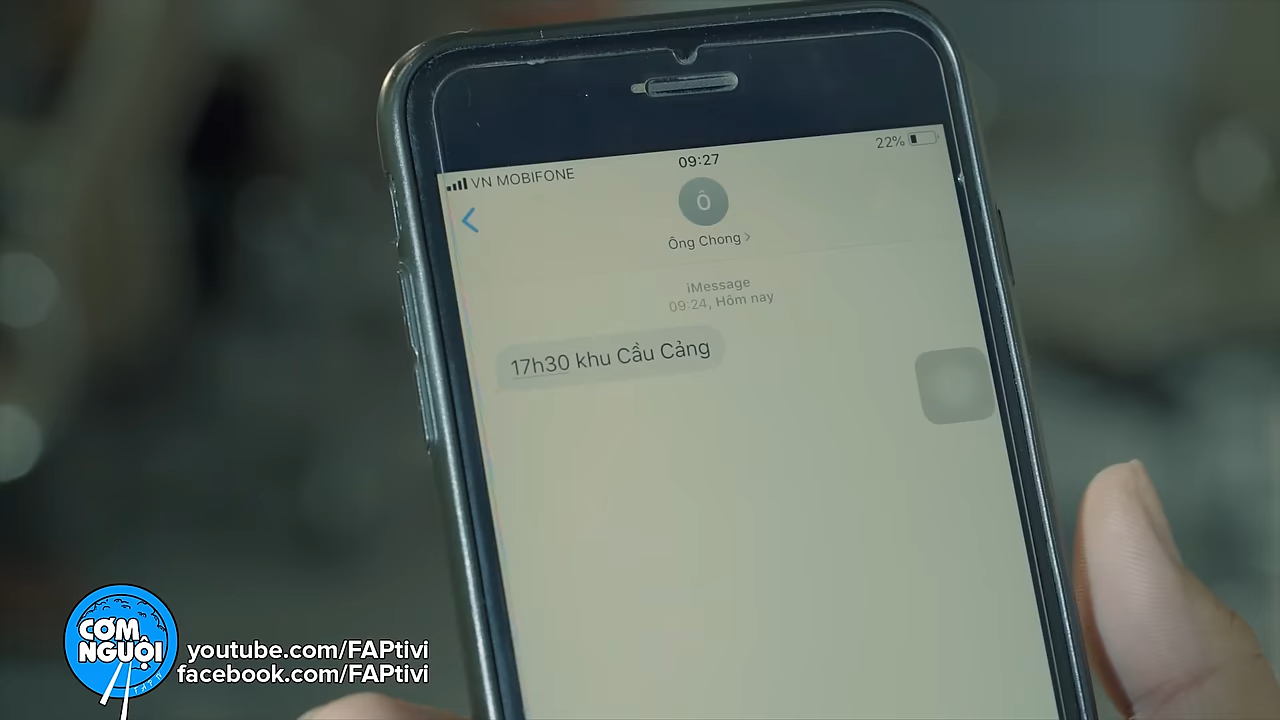 09:27
22%
VN MOBIFONE
Ô
Ông Chong
iMessage
09:24, Hôm nay
17h30 khu Cầu Cảng
CƠM
NGUỘI
youtube.com/FAPtivi
facebook.com/FAPtivi